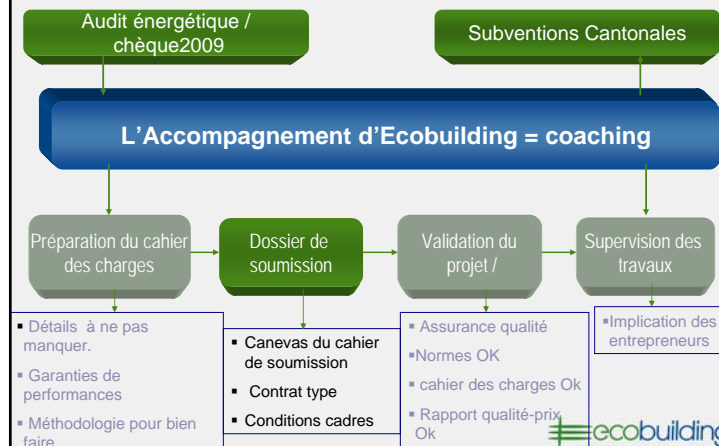 Audit énergétique /
chèque2009
Subventions Cantonales
L'Accompagnement d'Ecobuilding = coaching
Préparation du cahier
des charges
Dossier de
soumission
Validation du
projet /
Supervision des
travaux
▪ Détails à ne pas
manquer.
▪ Garanties de
performances
▪ Méthodologie pour bien
faire
▪ Canevas du cahier
de soumission
▪ Contrat type
▪ Conditions cadres
▪ Assurance qualité
▪Normes OK
▪ cahier des charges Ok
▪ Rapport qualité-prix
Ok
▪Implication des
entrepreneurs
ecobuilding